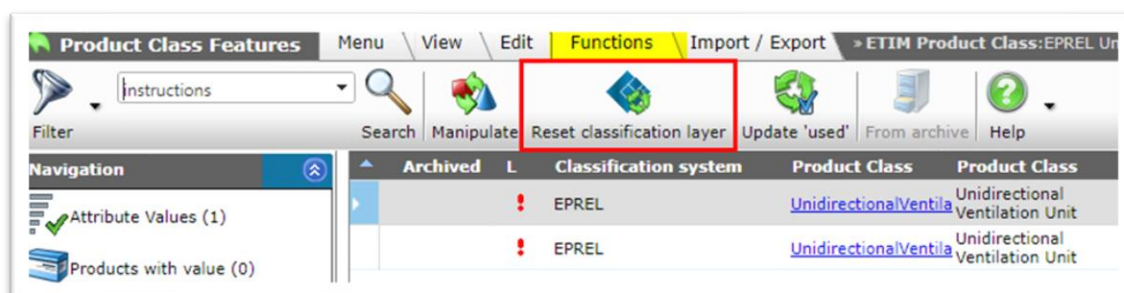 Product Class Features Menu View Edit Functions Import / Export » ETIM Product Class:EPREL
instructions
Filter Search Manipulate Reset classification layer Update 'used' From archive Help
Navigation Archived L Classification system Product Class Product Class
Attribute Values (1)
Products with value (0)
EPREL UnidirectionalVentila Unidirectional
Ventilation Unit
EPREL UnidirectionalVentila Unidirectional
Ventilation Unit